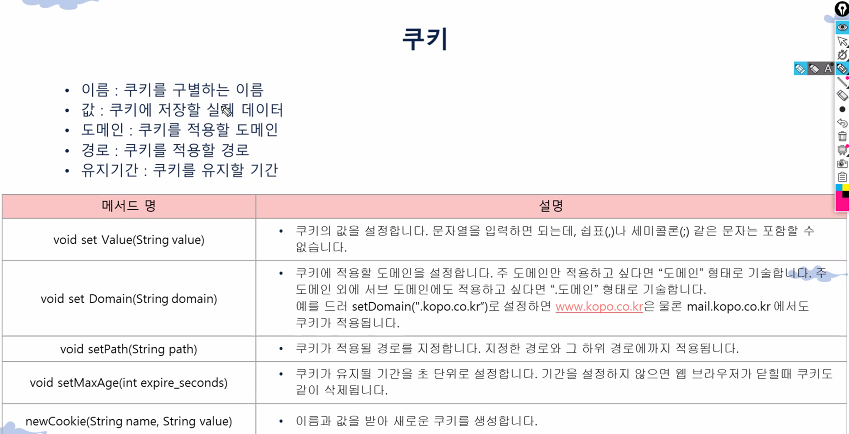 쿠키
• 이름 : 쿠키를 구별하는 이름
• 값 : 쿠키에 저장할 실제 데이터
• 도메인 : 쿠키를 적용할 도메인
• 경로 : 쿠키를 적용할 경로
• 유지기간 : 쿠키를 유지할 기간
메서드 명 설명
void set Value(String value)
• 쿠키의 값을 설정합니다. 문자열을 입력하면 되는데, 쉼표(,)나 세미콜론(;) 같은 문자는 포함할 수
없습니다.
void set Domain(String domain)
• 쿠키에 적용할 도메인을 설정합니다. 주 도메인만 적용하고 싶다면 “도메인” 형태로 기술합니다. 주
도메인 외에 서브 도메인에도 적용하고 싶다면 “.도메인” 형태로 기술합니다.
예를 드러 setDomain(“.kopo.co.kr”)로 설정하면 www.kopo.co.kr은 물론 mail.kopo.co.kr 에서도
쿠키가 적용됩니다.
void setPath(String path)
• 쿠키가 적용될 경로를 지정합니다. 지정한 경로와 그 하위 경로에까지 적용됩니다.
void setMaxAge(int expire_seconds)
• 쿠키가 유지될 기간을 초 단위로 설정합니다. 기간을 설정하지 않으면 웹 브라우저가 닫힐때 쿠키도
같이 삭제됩니다.
newCookie(String name, String value)
• 이름과 값을 받아 새로운 쿠키를 생성합니다.
A